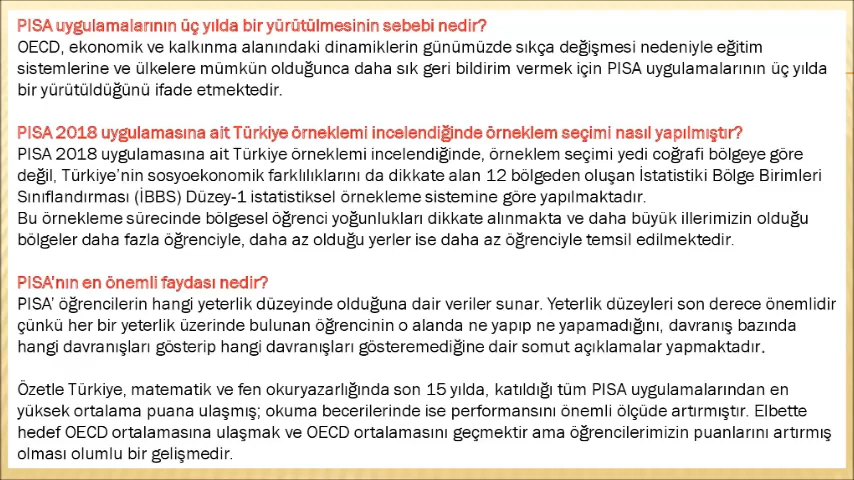 PISA uygulamalarının üç yılda bir yürütülmesinin sebebi nedir?
OECD, ekonomik ve kalkınma alanındaki dinamiklerin günümüzde sıkça değişmesi nedeniyle eğitim
sistemlerine ve ülkelere mümkün olduğunca daha sık geri bildirim vermek için PISA uygulamalarının üç yılda
bir yürütüldüğünü ifade etmektedir.
PISA 2018 uygulamasına ait Türkiye örneklemi incelendiğinde örneklem seçimi nasıl yapılmıştır?
PISA 2018 uygulamasına ait Türkiye örneklemi incelendiğinde, örneklem seçimi yedi coğrafi bölgeye göre
değil, Türkiye’nin sosyoekonomik farklılıklarını da dikkate alan 12 bölgeden oluşan İstatistiki Bölge Birimleri
Sınıflandırması (İBBS) Düzey-1 istatistiksel örnekleme sistemine göre yapılmaktadır.
Bu örnekleme sürecinde bölgesel öğrenci yoğunlukları dikkate alınmakta ve daha büyük illerimizin olduğu
bölgeler daha fazla öğrenciyle, daha az olduğu yerler ise daha az öğrenciyle temsil edilmektedir.
PISA’nın en önemli faydası nedir?
PISA’ öğrencilerin hangi yeterlik düzeyinde olduğuna dair veriler sunar. Yeterlik düzeyleri son derece önemlidir
çünkü her bir yeterlik üzerinde bulunan öğrencinin o alanda ne yapıp ne yapamadığını, davranış bazında
hangi davranışları gösterip hangi davranışları gösteremediğine dair somut açıklamalar yapmaktadır.
Özetle Türkiye, matematik ve fen okuryazarlığında son 15 yılda, katıldığı tüm PISA uygulamalarından en
yüksek ortalama puana ulaşmış; okuma becerilerinde ise performansını önemli ölçüde artırmıştır. Elbette
hedef OECD ortalamasına ulaşmak ve OECD ortalamasını geçmektir ama öğrencilerimizin puanlarını artırmış
olması olumlu bir gelişmedir.